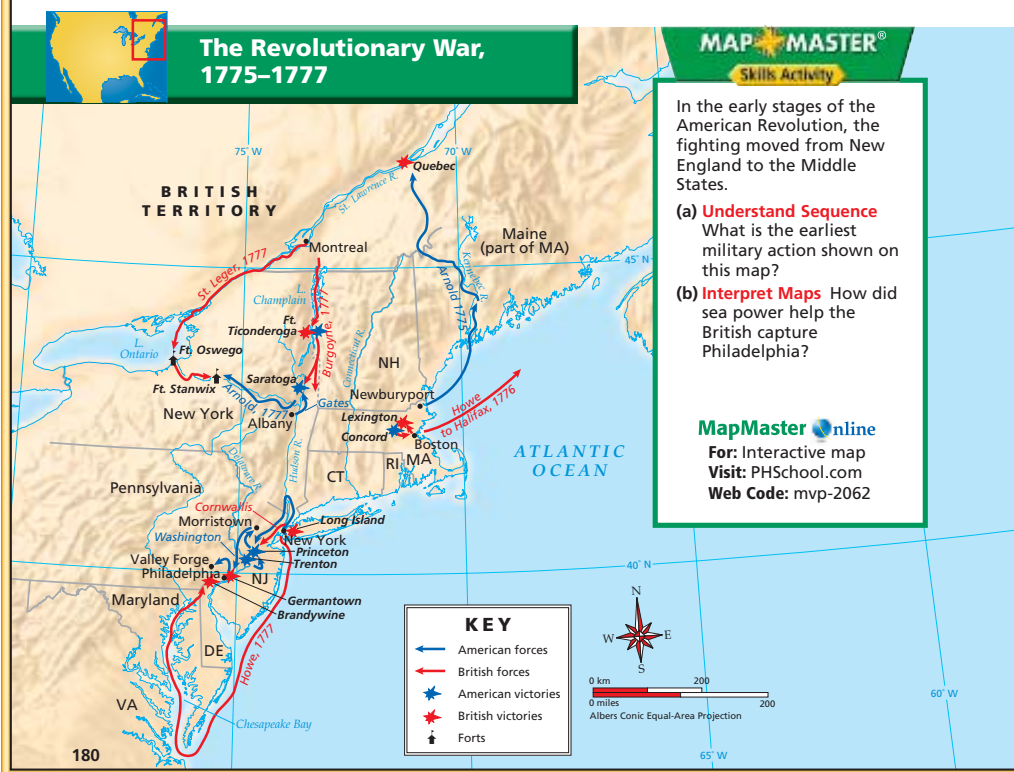 The Revolutionary War,
1775–1777
MAP MASTER®
Skills Activity
In the early stages of the
American Revolution, the
fighting moved from New
England to the Middle
States.
(a) Understand Sequence
What is the earliest
military action shown on
this map?
(b) Interpret Maps How did
sea power help the
British capture
Philadelphia?
MapMaster Online
For: Interactive map
Visit: PHSchool.com
Web Code: mvp-2062
75° W
70° W
Quebec
BRITISH
TERRITORY
St. Lawrence R.
Maine
(part of MA)
Montreal
45° N
St. Leger, 1777
Kennebec R.
Arnold 1775
L.
Champlain
Ft.
Ticonderoga
Burgoyne, 1777
Connecticut R.
L.
Ontario
Ft. Oswego
NH
Ft. Stanwix
Saratoga
Arnold, 1777
Gates
Newburyport
New York
Albany
Lexington
Howe
to Halifax, 1776
Concord
Boston
Hudson R.
RI
MA
ATLANTIC
OCEAN
Delaware R.
CT
Pennsylvania
Cornwallis
Morristown
Long Island
Washington
New York
Princeton
Trenton
Valley Forge
Philadelphia
NJ
40° N
Maryland
Germantown
Brandywine
DE
Howe, 1777
VA
Chesapeake Bay
KEY
American forces
British forces
American victories
British victories
Forts
N
W
E
S
0 km
200
0 miles
200
Albers Conic Equal-Area Projection
60° W
65° W
180